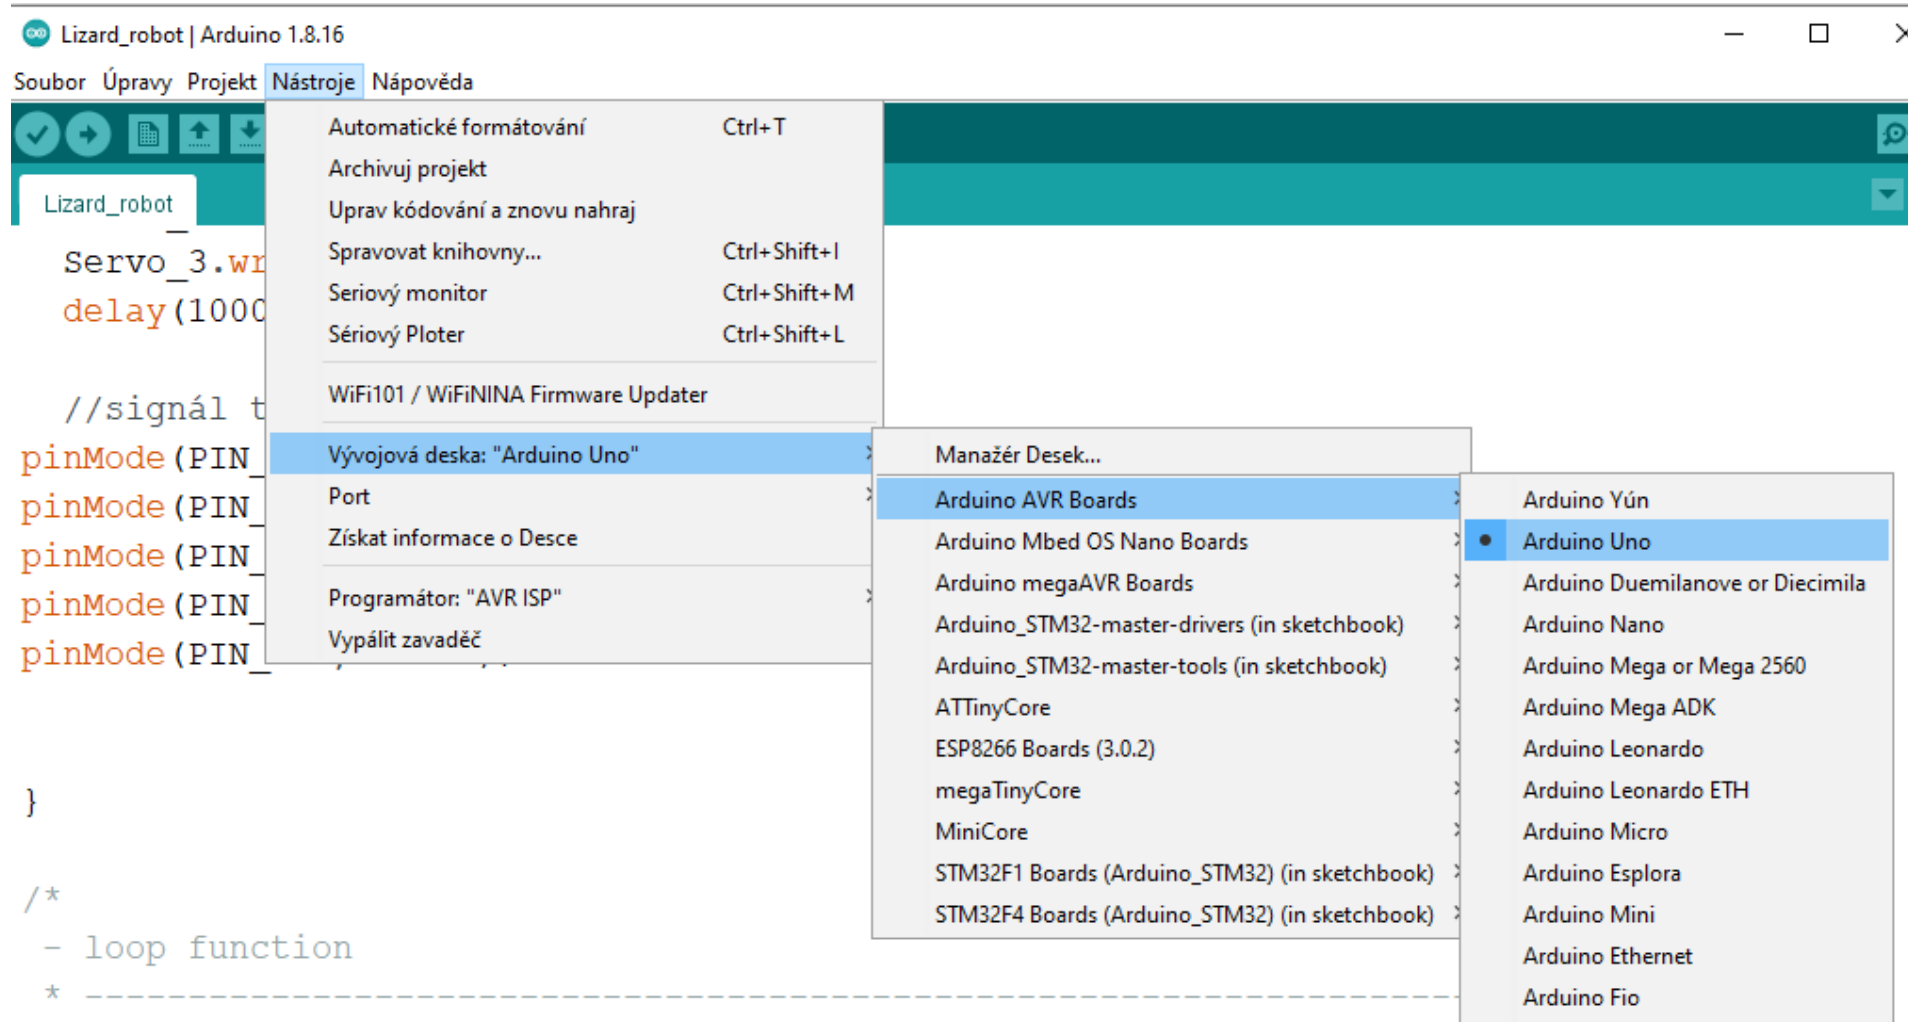 Lizard_robot | Arduino 1.8.16
Soubor Úpravy Projekt Nástroje Nápověda
Lizard_robot
Automatické formátování Ctrl+T
Archivuj projekt
Uprav kódování a znovu nahraj
Spravovat knihovny... Ctrl+Shift+I
Seriový monitor Ctrl+Shift+M
Sériový Ploter Ctrl+Shift+L
WiFi101 / WiFiNINA Firmware Updater
Vývojová deska: "Arduino Uno"
Port
Získat informace o Desce
Programátor: "AVR ISP"
Vypálit zavaděč
Manažér Desek...
Arduino AVR Boards
Arduino Mbed OS Nano Boards
Arduino megaAVR Boards
Arduino_STM32-master-drivers (in sketchbook)
Arduino_STM32-master-tools (in sketchbook)
ATTinyCore
ESP8266 Boards (3.0.2)
megaTinyCore
MiniCore
STM32F1 Boards (Arduino_STM32) (in sketchbook)
STM32F4 Boards (Arduino_STM32) (in sketchbook)
Arduino Yún
Arduino Uno
Arduino Duemilanove or Diecimila
Arduino Nano
Arduino Mega or Mega 2560
Arduino Mega ADK
Arduino Leonardo
Arduino Leonardo ETH
Arduino Micro
Arduino Esplora
Arduino Mini
Arduino Ethernet
Arduino Fio
Servo_3.wr
delay(1000
//signál t
pinMode(PIN_
pinMode(PIN_
pinMode(PIN_
pinMode(PIN_
pinMode(PIN_
}
/*
- loop function
* --------------------------------------------------------------------------------